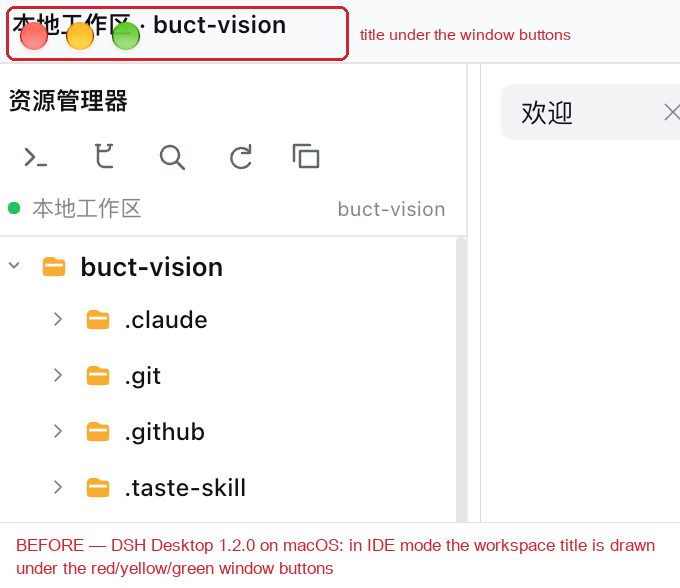 本地工作区 · buct-vision
title under the window buttons
资源管理器
欢迎
本地工作区 buct-vision
buct-vision
.claude
.git
.github
.taste-skill
BEFORE — DSH Desktop 1.2.0 on macOS: in IDE mode the workspace title is drawn
under the red/yellow/green window buttons